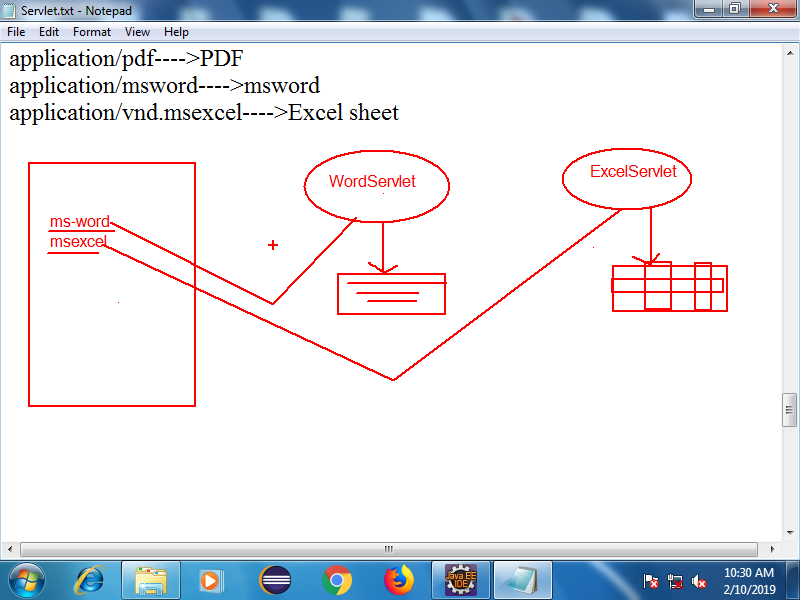 Servlet.txt - Notepad
File Edit Format View Help
application/pdf---->PDF
application/msword---->msword
application/vnd.msexcel---->Excel sheet
WordServlet
ExcelServlet
ms-word
msexcel
Java EE
IDE
10:30 AM
2/10/2019